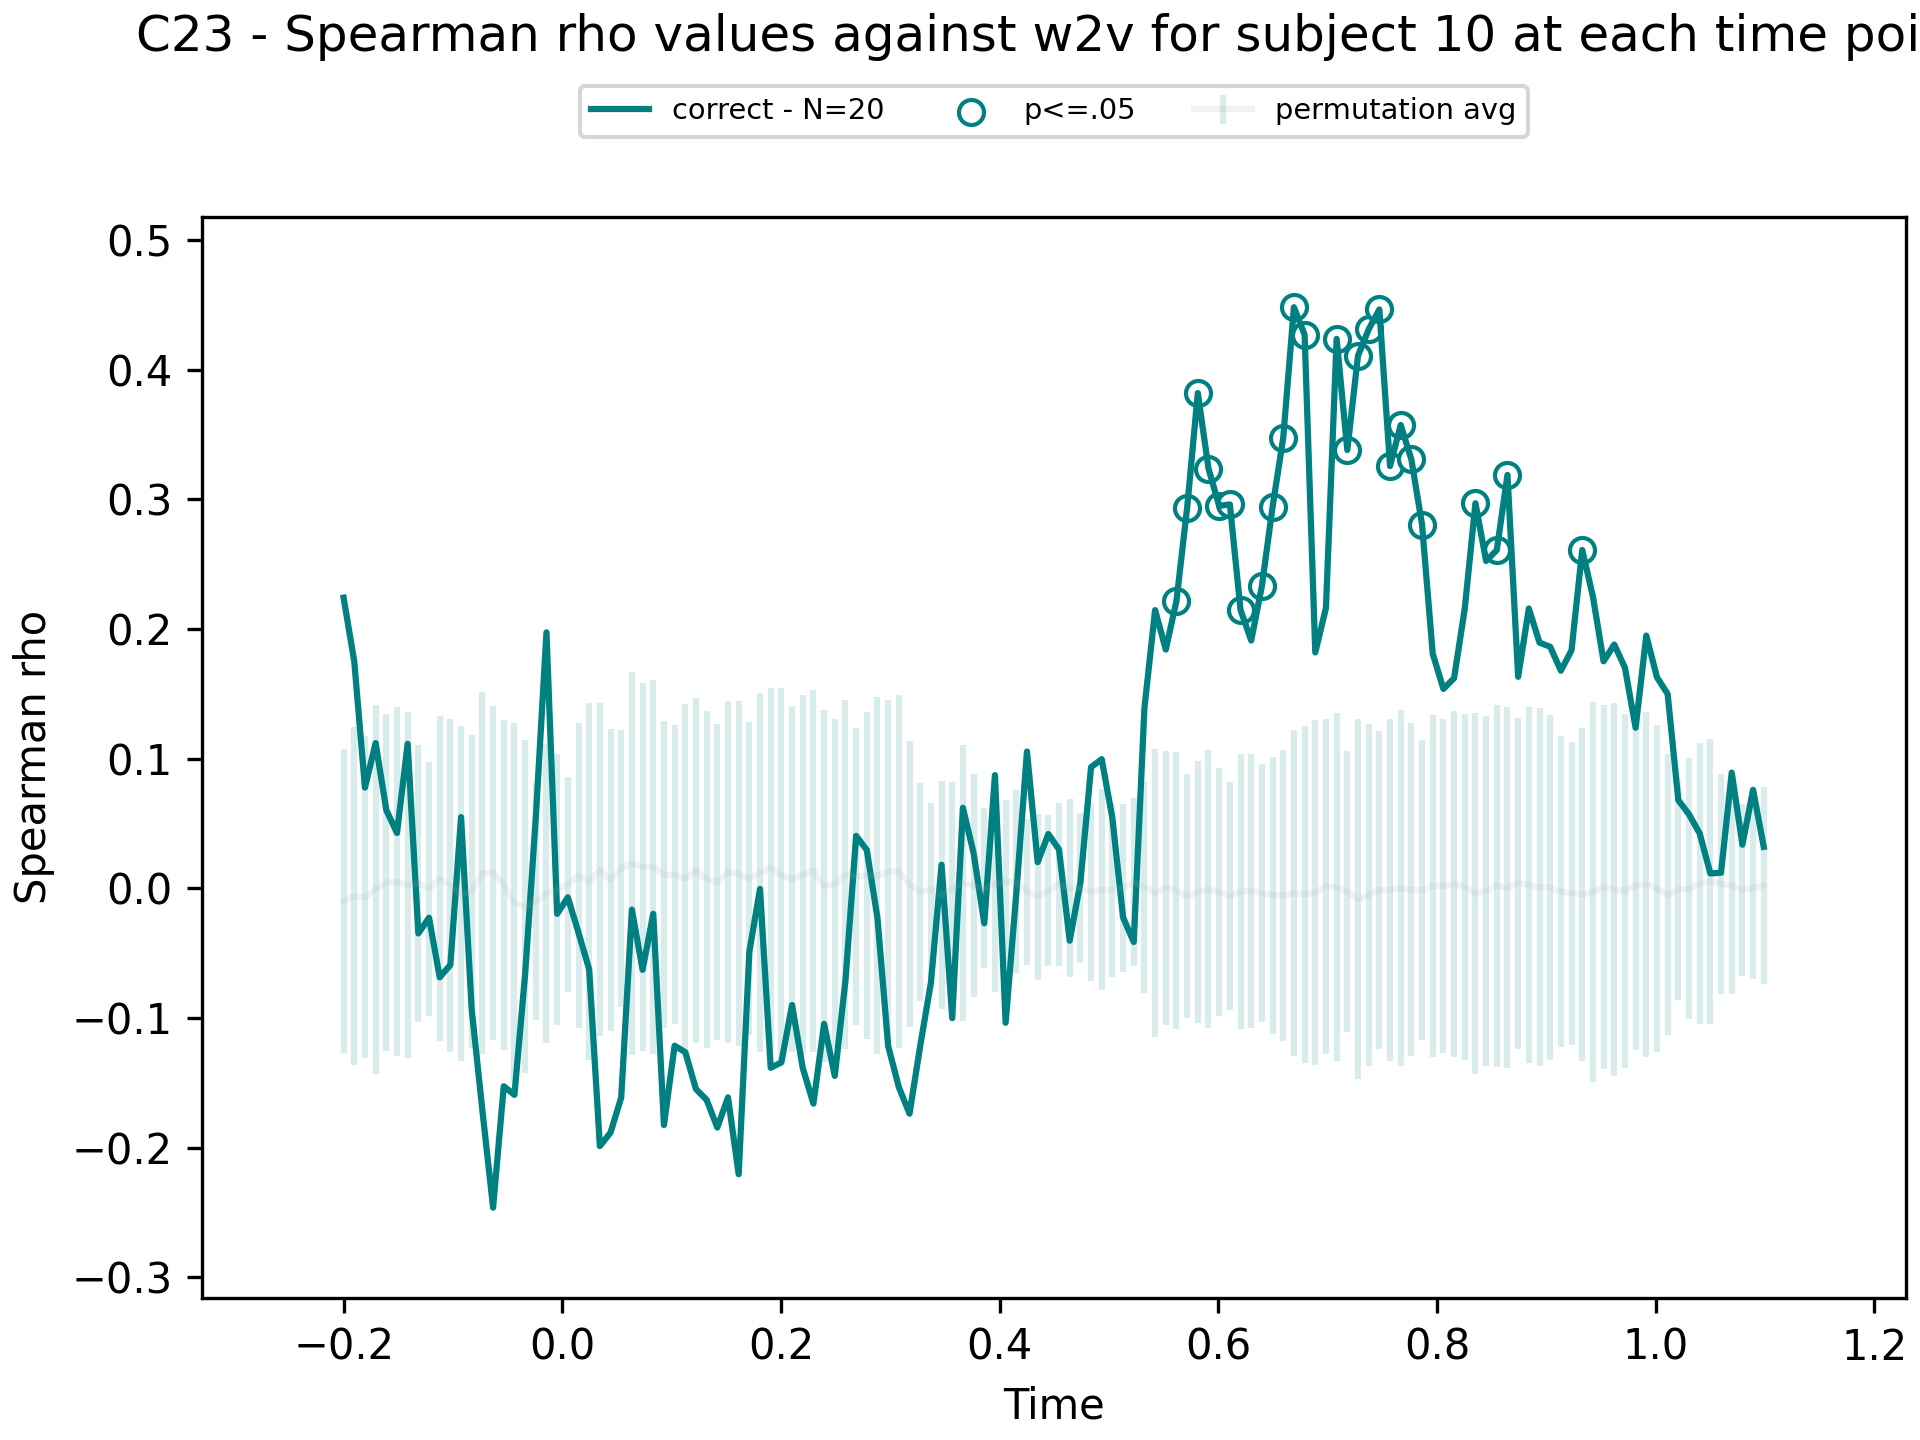 C23 - Spearman rho values against w2v for subject 10 at each time poi
correct - N=20
p<=.05
permutation avg
0.5
0.4
0.3
0.2
0.1
0.0
−0.1
−0.2
−0.3
Spearman rho
−0.2
0.0
0.2
0.4
0.6
0.8
1.0
1.2
Time